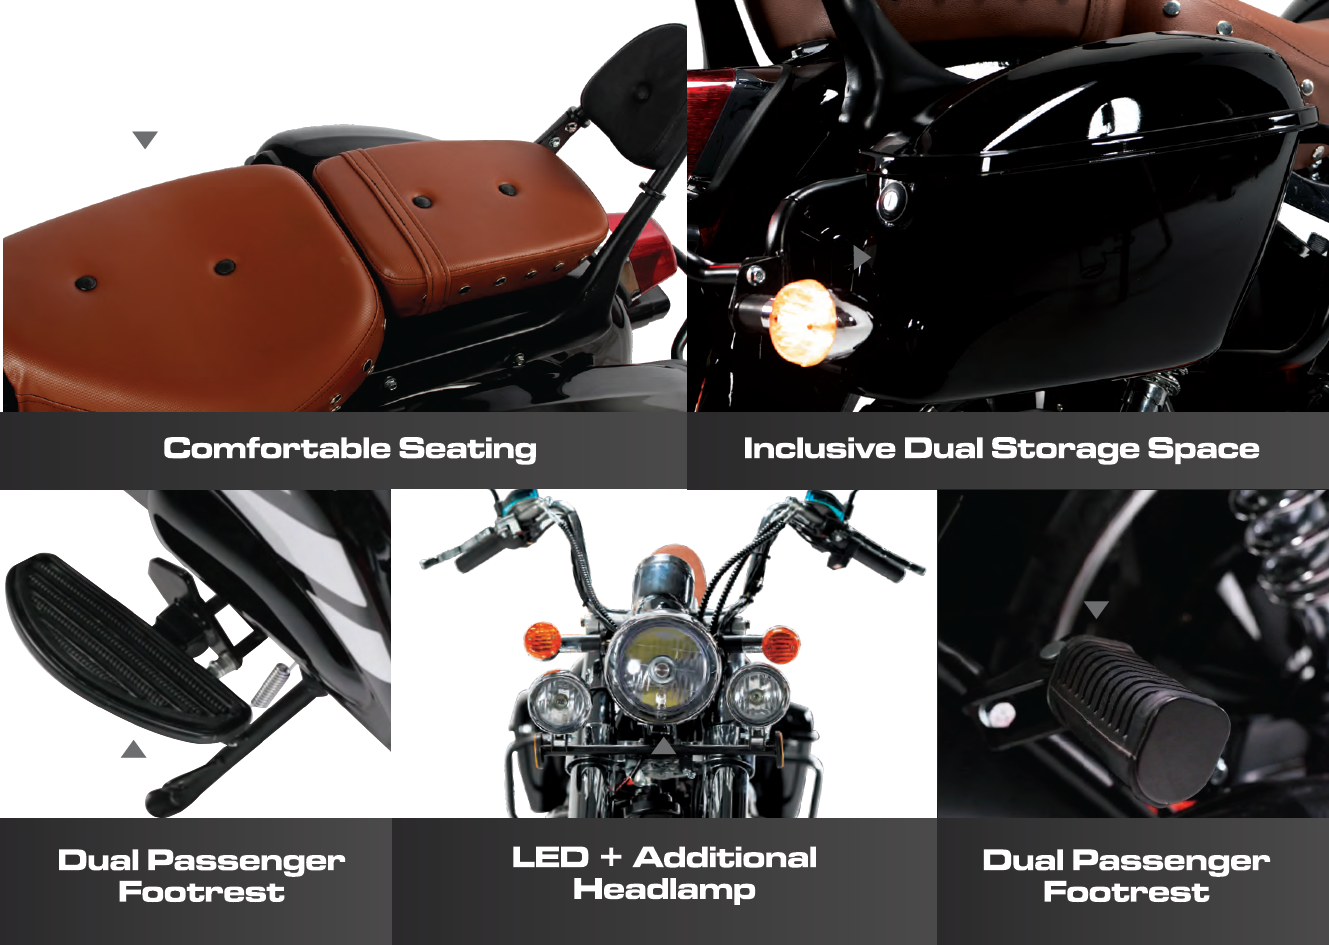 Comfortable Seating
Inclusive Dual Storage Space
Dual Passenger
Footrest
LED + Additional
Headlamp
Dual Passenger
Footrest